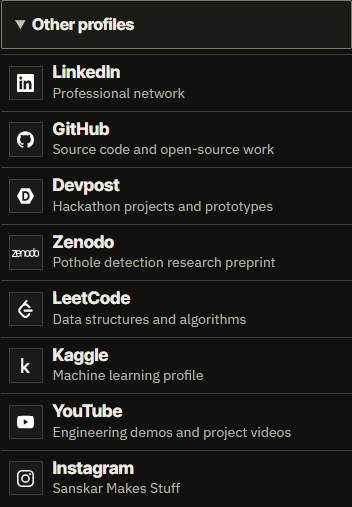 ▼ Other profiles
in
LinkedIn
Professional network
GitHub
Source code and open-source work
D
Devpost
Hackathon projects and prototypes
zenodo
Zenodo
Pothole detection research preprint
LeetCode
Data structures and algorithms
k
Kaggle
Machine learning profile
YouTube
Engineering demos and project videos
Instagram
Sanskar Makes Stuff